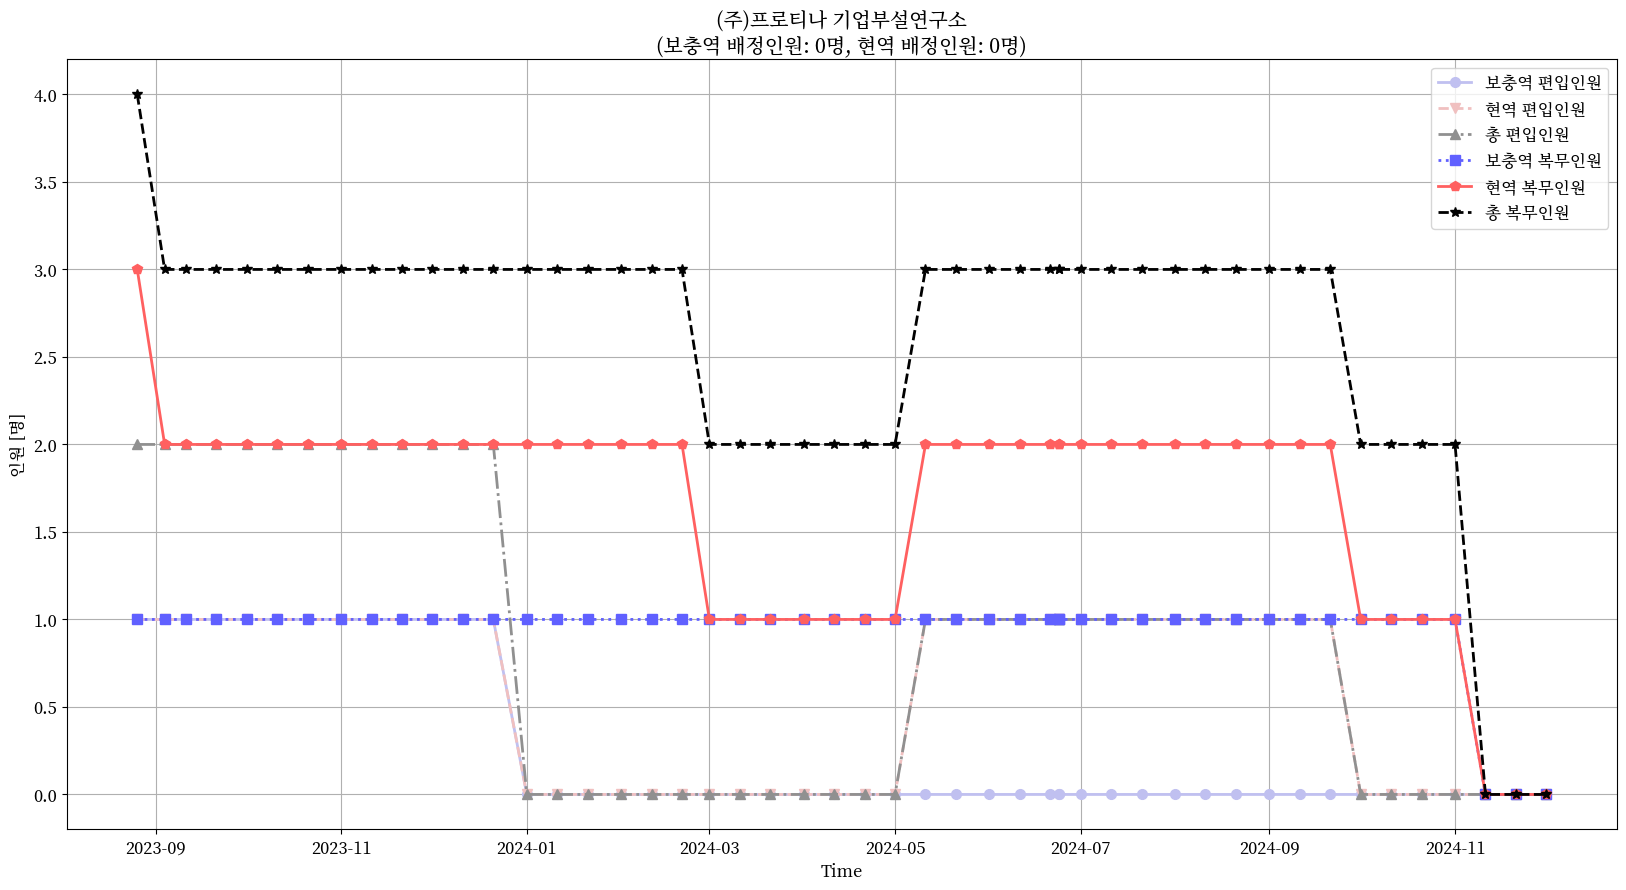 (주)프로티나 기업부설연구소
(보충역 배정인원: 0명, 현역 배정인원: 0명)
보충역 편입인원
현역 편입인원
총 편입인원
보충역 복무인원
현역 복무인원
총 복무인원
인원 [명]
4.0
3.5
3.0
2.5
2.0
1.5
1.0
0.5
0.0
2023-09 2023-11 2024-01 2024-03 2024-05 2024-07 2024-09 2024-11
Time